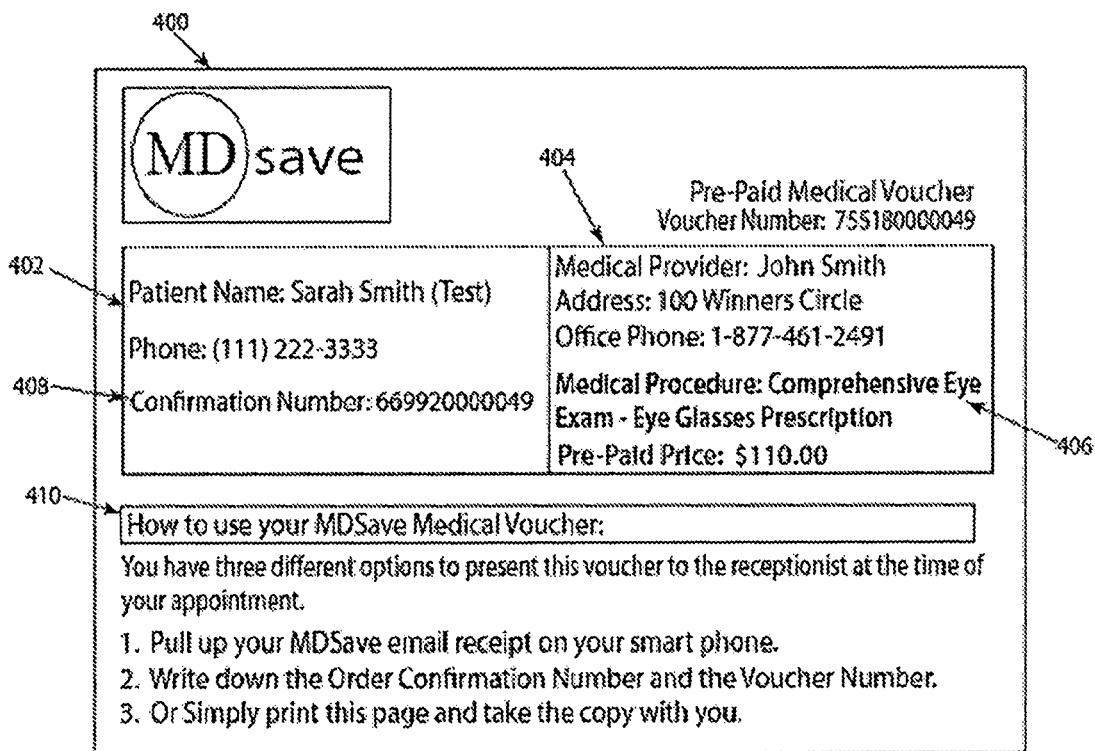 400
MD save
404
Pre-Paid Medical Voucher
Voucher Number: 755180000049
402
Patient Name: Sarah Smith (Test)
Phone: (111) 222-3333
408
Confirmation Number: 669920000049
Medical Provider: John Smith
Address: 100 Winners Circle
Office Phone: 1-877-461-2491
Medical Procedure: Comprehensive Eye
Exam - Eye Glasses Prescription
Pre-Paid Price: $110.00
406
410
How to use your MDSave Medical Voucher:
You have three different options to present this voucher to the receptionist at the time of
your appointment.
1. Pull up your MDSave email receipt on your smart phone.
2. Write down the Order Confirmation Number and the Voucher Number.
3. Or Simply print this page and take the copy with you.